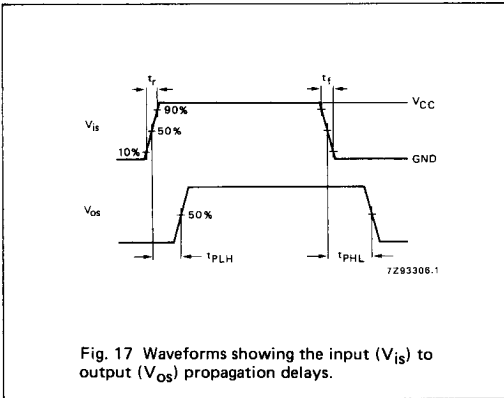 tr
tf
90%
VCC
Vis
50%
10%
GND
Vos
50%
tPLH
tPHL
7Z93306.1
Fig. 17 Waveforms showing the input (Vis) to
output (Vos) propagation delays.